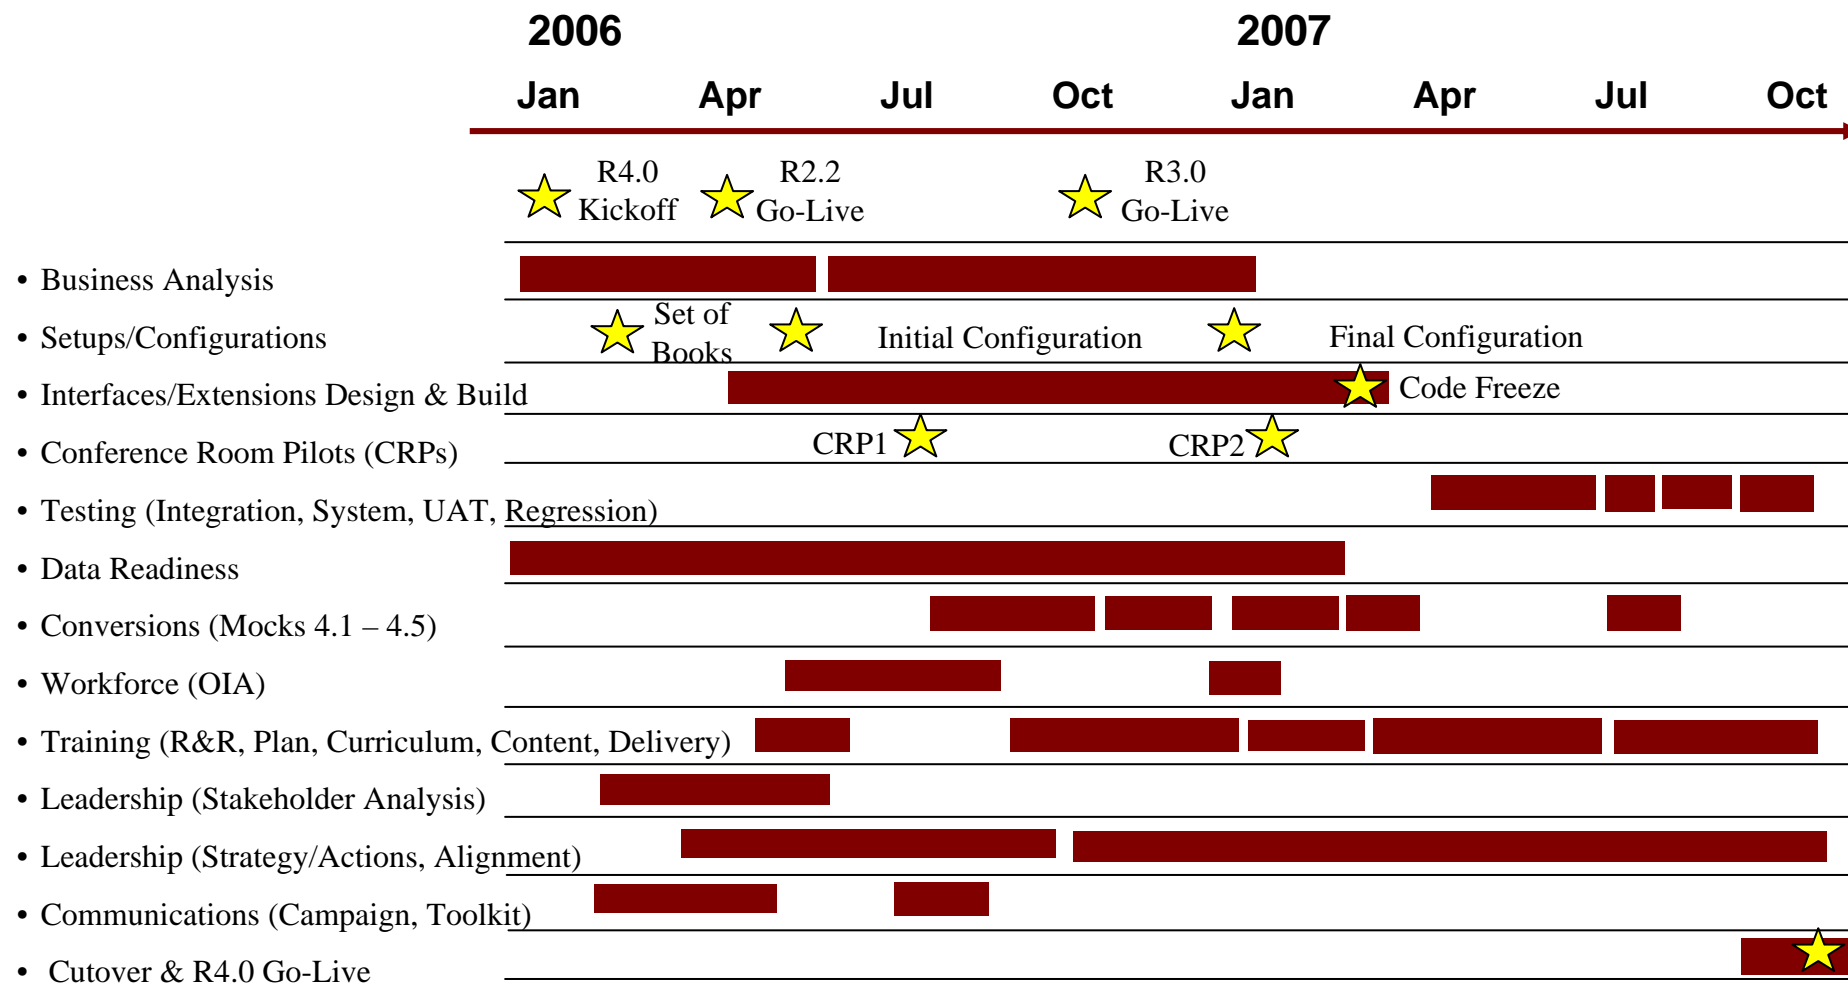 2006 2007
Jan Apr Jul Oct Jan Apr Jul Oct
R4.0 R2.2 R3.0
Kickoff Go-Live Go-Live
• Business Analysis
Set of
• Setups/Configurations Initial Configuration Final Configuration
Books
• Interfaces/Extensions Design & Build Code Freeze
• Conference Room Pilots (CRPs) CRP1 CRP2
• Testing (Integration, System, UAT, Regression)
• Data Readiness
• Conversions (Mocks 4.1 – 4.5)
• Workforce (OIA)
• Training (R&R, Plan, Curriculum, Content, Delivery)
• Leadership (Stakeholder Analysis)
• Leadership (Strategy/Actions, Alignment)
• Communications (Campaign, Toolkit)
• Cutover & R4.0 Go-Live